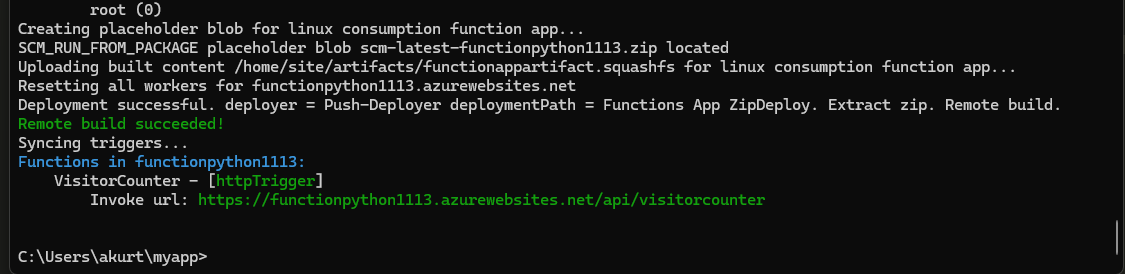 root (0)
Creating placeholder blob for linux consumption function app...
SCM_RUN_FROM_PACKAGE placeholder blob scm-latest-functionpython1113.zip located
Uploading built content /home/site/artifacts/functionappartifact.squashfs for linux consumption function app...
Resetting all workers for functionpython1113.azurewebsites.net
Deployment successful. deployer = Push-Deployer deploymentPath = Functions App ZipDeploy. Extract zip. Remote build.
Remote build succeeded!
Syncing triggers...
Functions in functionpython1113:
VisitorCounter - [httpTrigger]
Invoke url: https://functionpython1113.azurewebsites.net/api/visitorcounter
C:\Users\akurt\myapp>